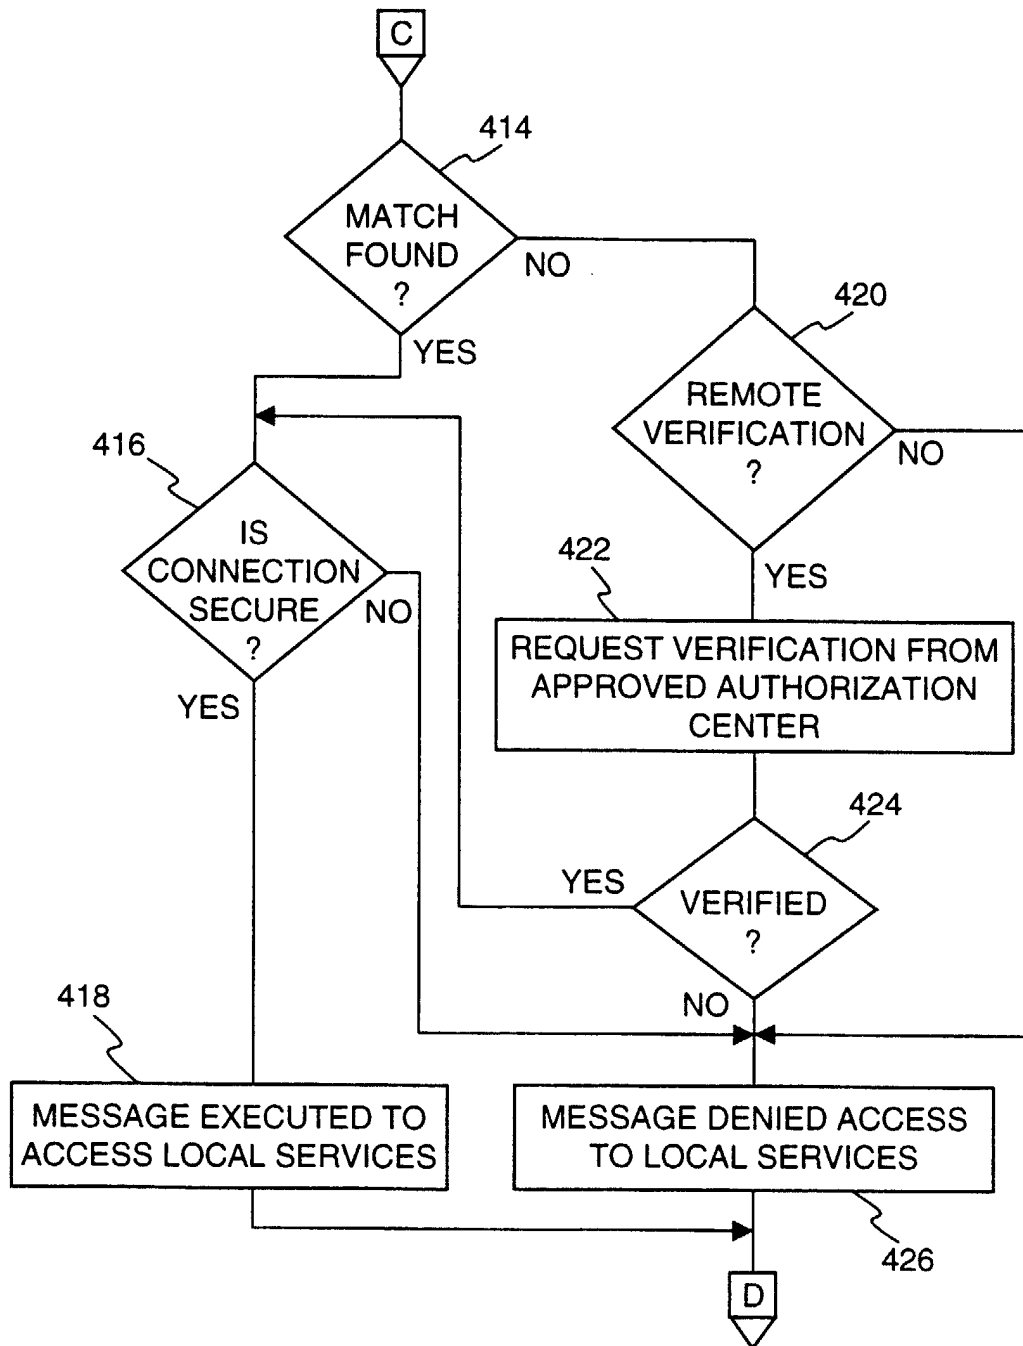 C
414
MATCH
FOUND
?
NO
YES
420
REMOTE
VERIFICATION
?
NO
YES
416
IS
CONNECTION
SECURE
?
NO
YES
422
REQUEST VERIFICATION FROM
APPROVED AUTHORIZATION
CENTER
424
VERIFIED
?
YES
NO
418
MESSAGE EXECUTED TO
ACCESS LOCAL SERVICES
MESSAGE DENIED ACCESS
TO LOCAL SERVICES
426
D